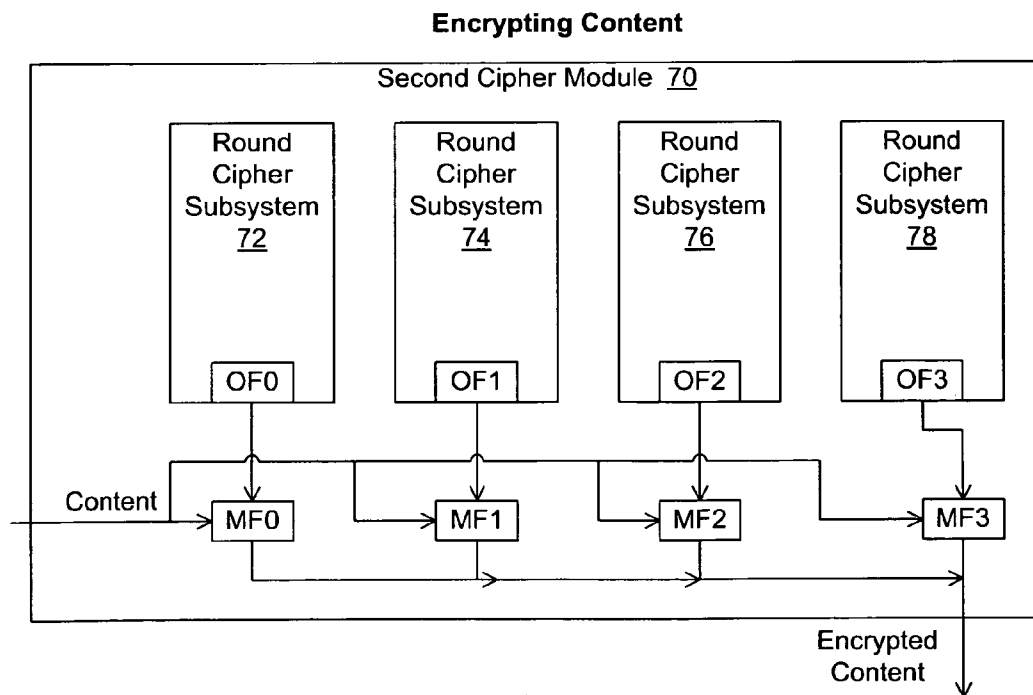 Encrypting Content
Second Cipher Module 70
Round
Cipher
Subsystem
72
Round
Cipher
Subsystem
74
Round
Cipher
Subsystem
76
Round
Cipher
Subsystem
78
OF0
OF1
OF2
OF3
Content
MF0
MF1
MF2
MF3
Encrypted
Content